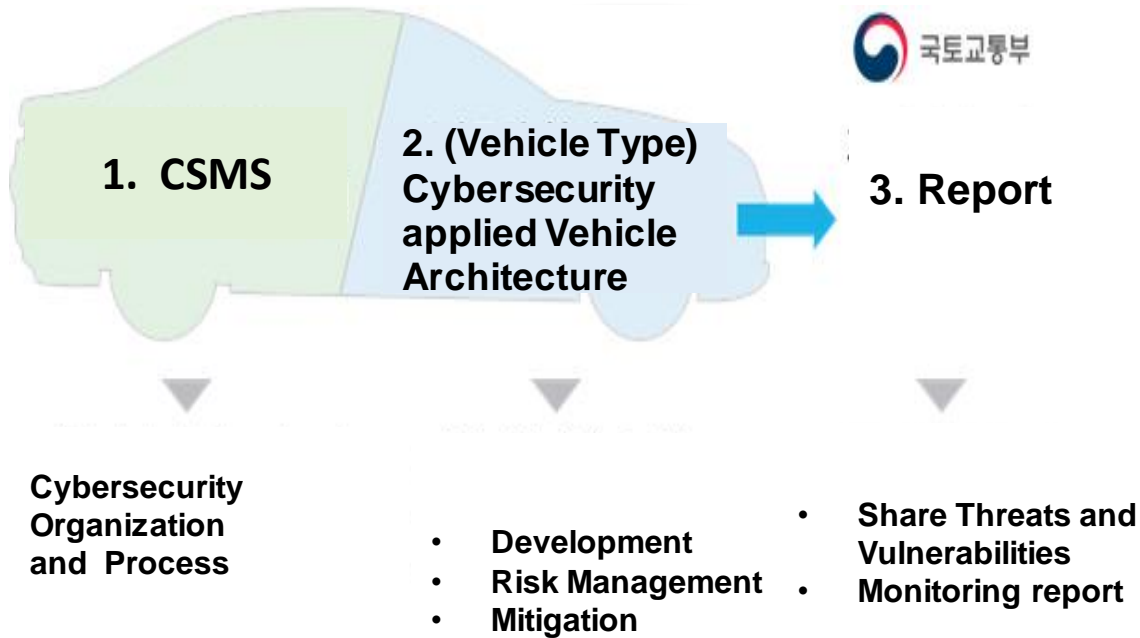 국토교통부
1. CSMS
2. (Vehicle Type)
Cybersecurity
applied Vehicle
Architecture
3. Report
Cybersecurity
Organization
and Process
• Development
• Risk Management
• Mitigation
• Share Threats and
Vulnerabilities
• Monitoring report